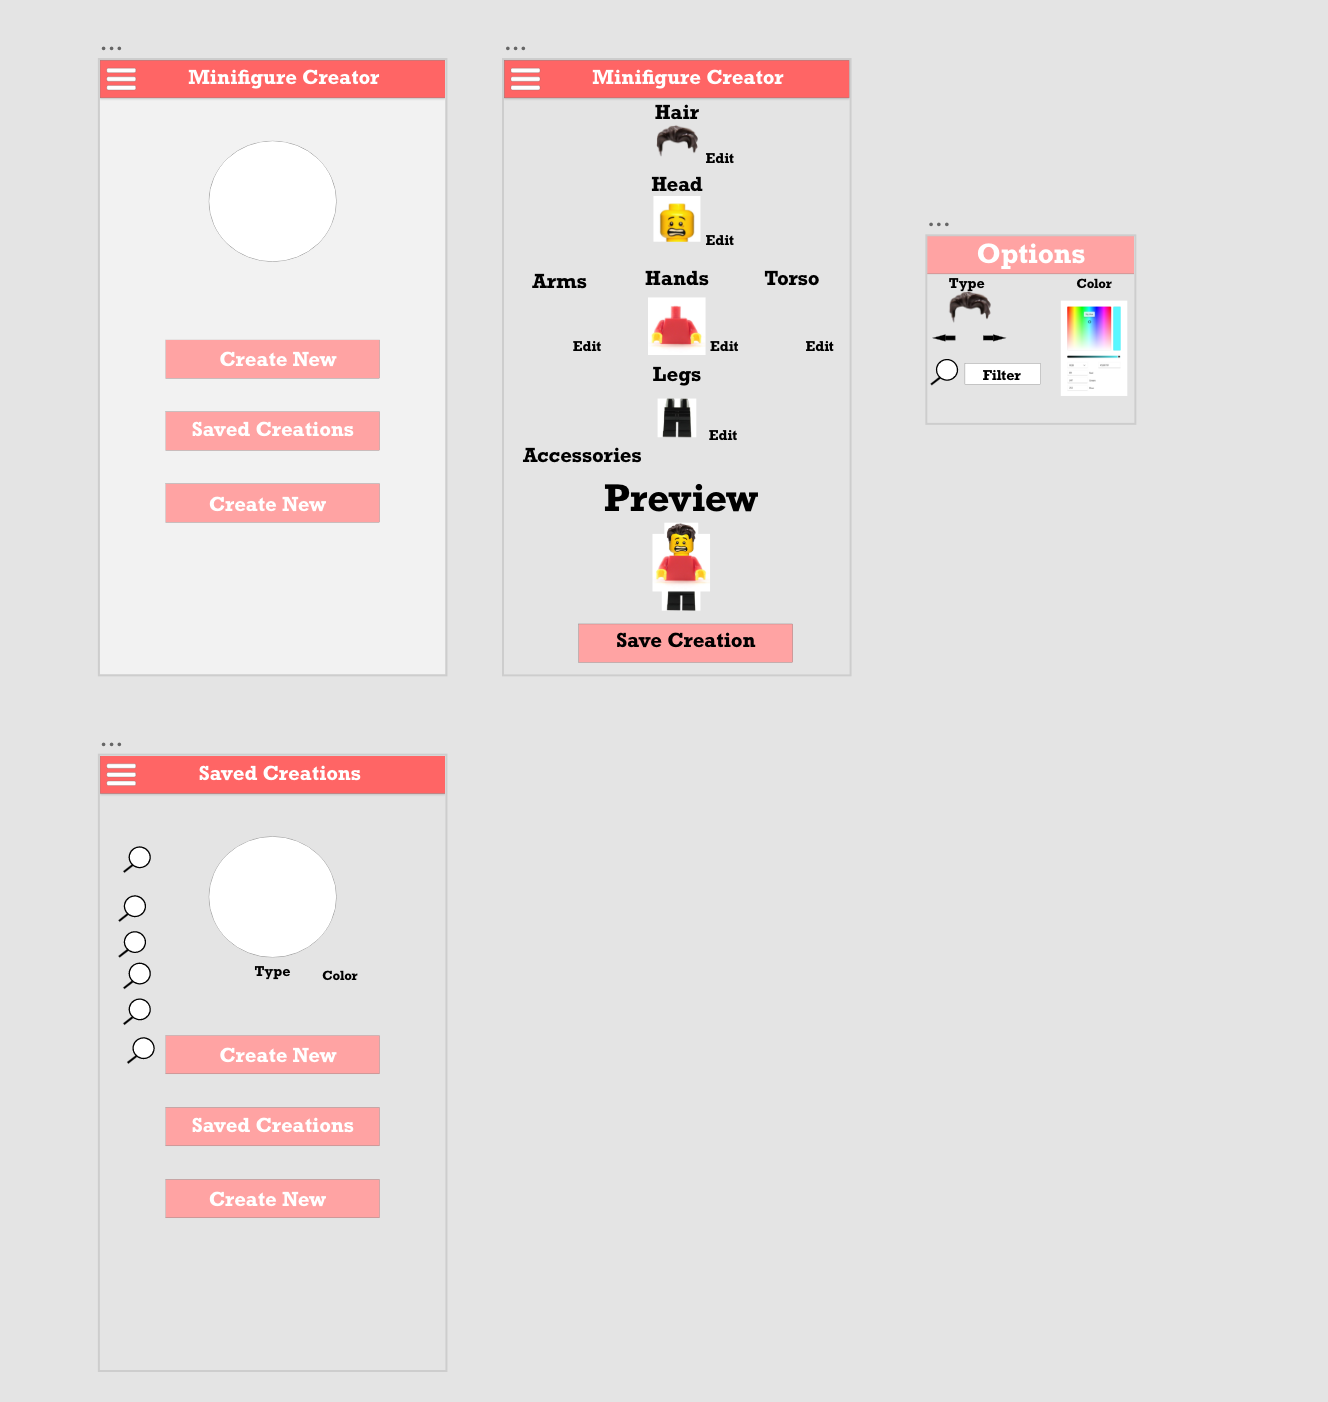 ...
Minifigure Creator
Create New
Saved Creations
Create New
...
Minifigure Creator
Hair
Edit
Head
Edit
Arms
Hands
Torso
Edit
Edit
Edit
Legs
Edit
Accessories
Preview
Save Creation
...
Options
Type
Color
Filter
...
Saved Creations
Type
Color
Create New
Saved Creations
Create New